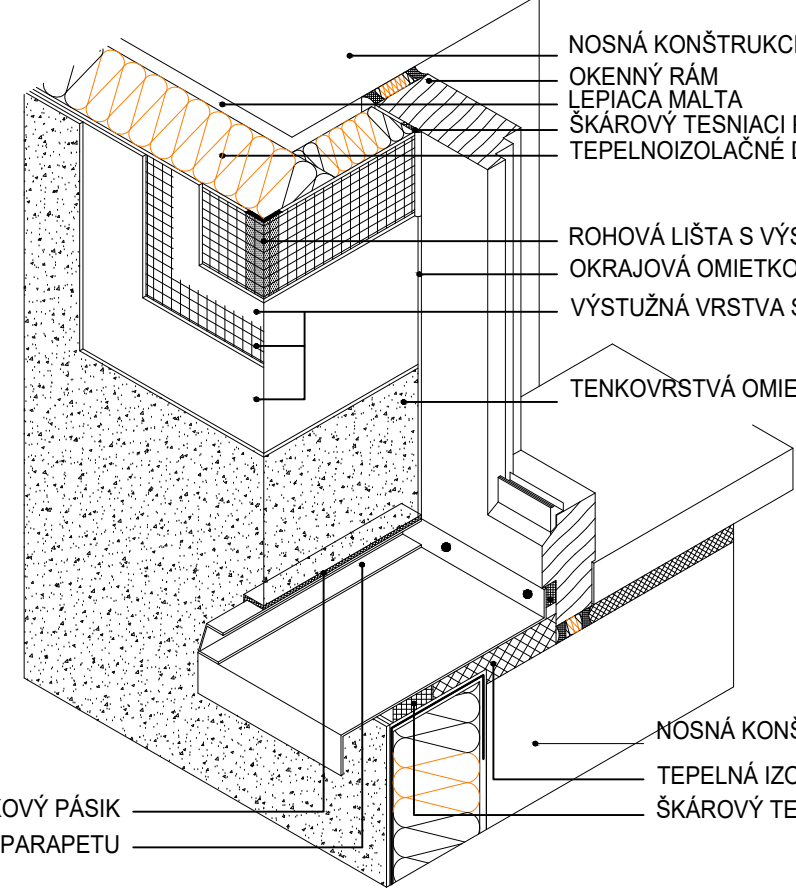 NOSNÁ KONŠTRUKCI
OKENNÝ RÁM
LEPIACA MALTA
ŠKÁROVÝ TESNIACI
TEPELNOIZOLAČNÉ
ROHOVÁ LIŠTA S VÝS
OKRAJOVÁ OMIETKO
VÝSTUŽNÁ VRSTVA S
TENKOVRSTVÁ OMIE
NOSNÁ KONŠ
TEPELNÁ IZO
ŠKÁROVÝ TE
KOVÝ PÁSIK
PARAPETU